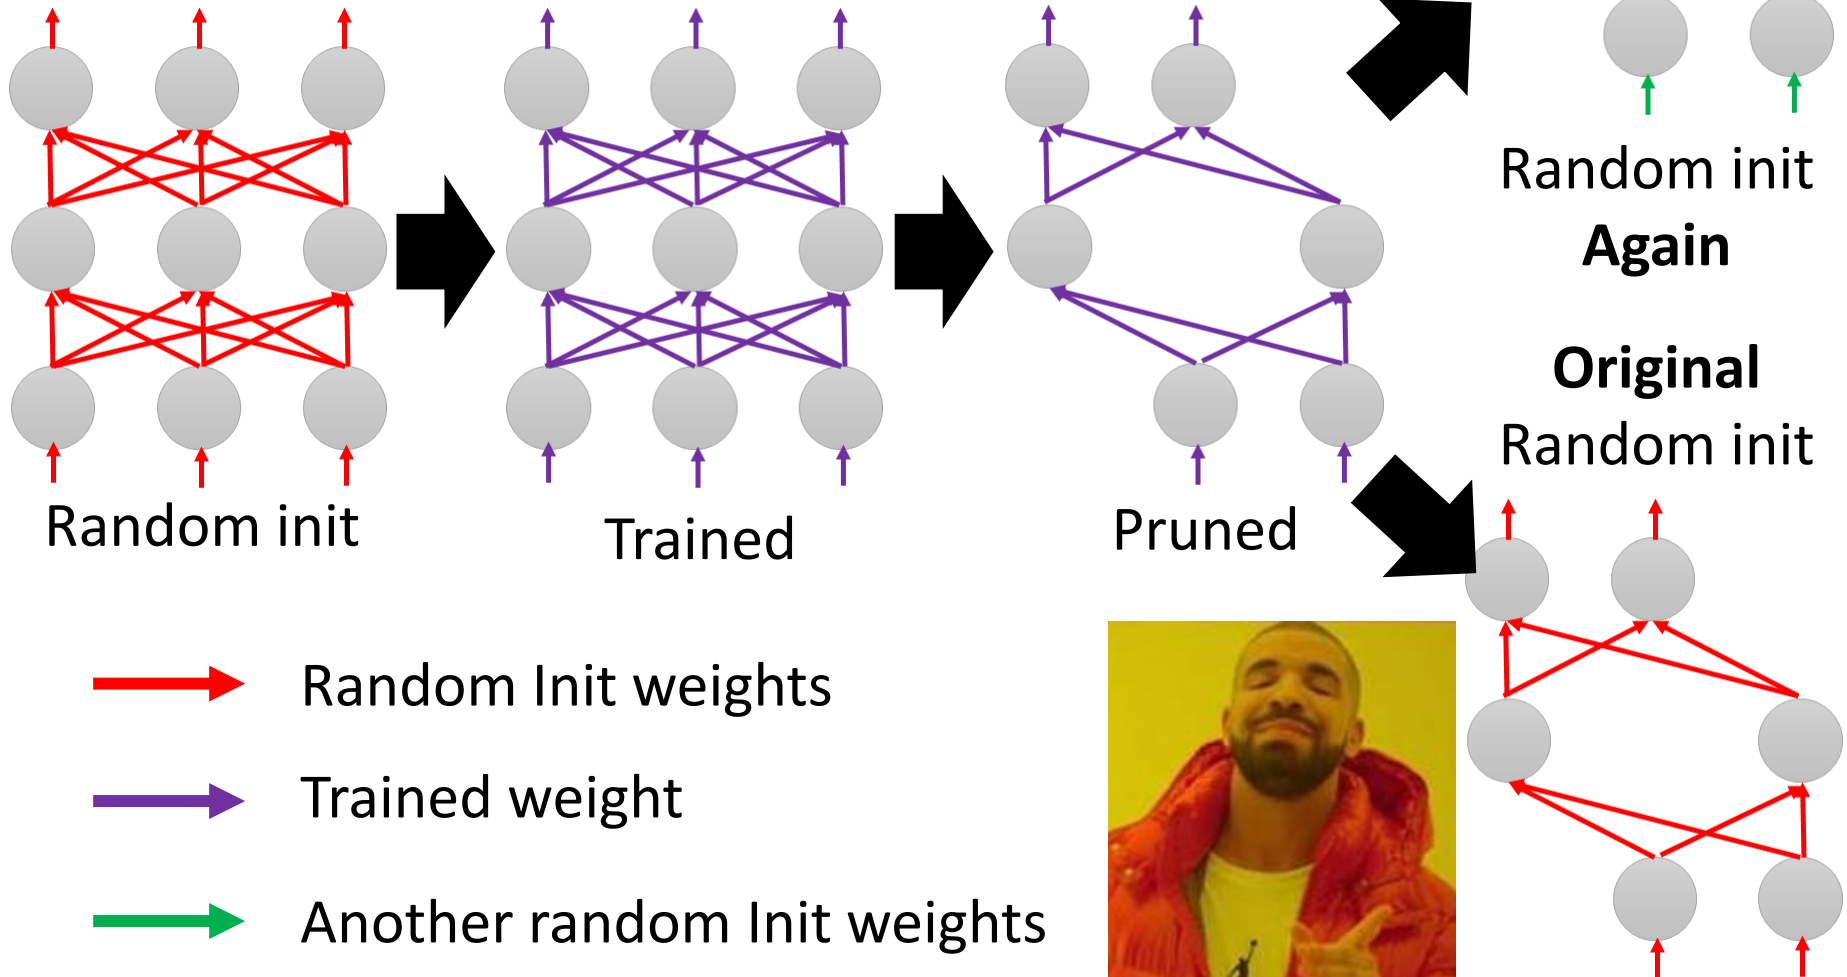 Random init
Again
Original
Random init
Random init
Trained
Pruned
Random Init weights
Trained weight
Another random Init weights